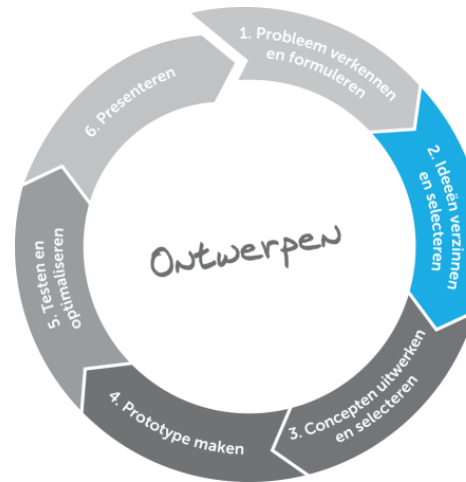 1. Probleem verkennen
en formuleren
2. Ideeën verzinnen
en selecteren
3. Concepten uitwerken
en selecteren
4. Prototype maken
5. Testen en
optimaliseren
6. Presenteren
Ontwerpen